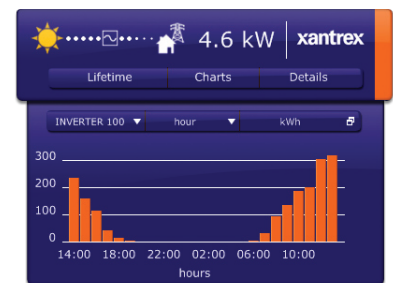 4.6 kW xantrex
Lifetime Charts Details
INVERTER 100 hour kWh
300
200
100
0
14:00 18:00 22:00 02:00 06:00 10:00
hours